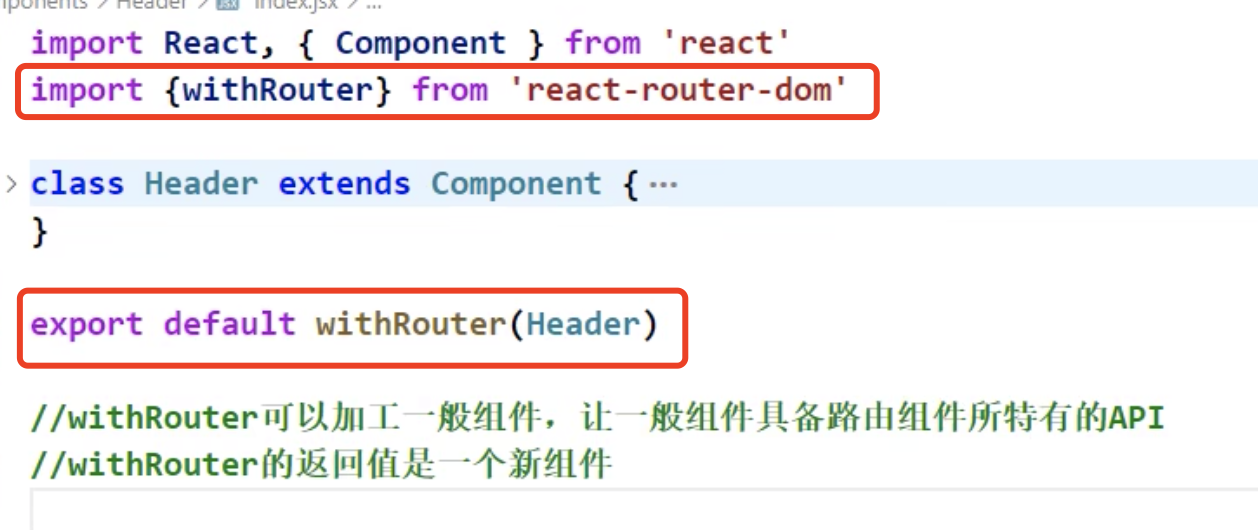 ponents > Header > index.jsx > ...
import React, { Component } from 'react'
import {withRouter} from 'react-router-dom'
class Header extends Component { ···
}
export default withRouter(Header)
//withRouter可以加工一般组件，让一般组件具备路由组件所特有的API
//withRouter的返回值是一个新组件